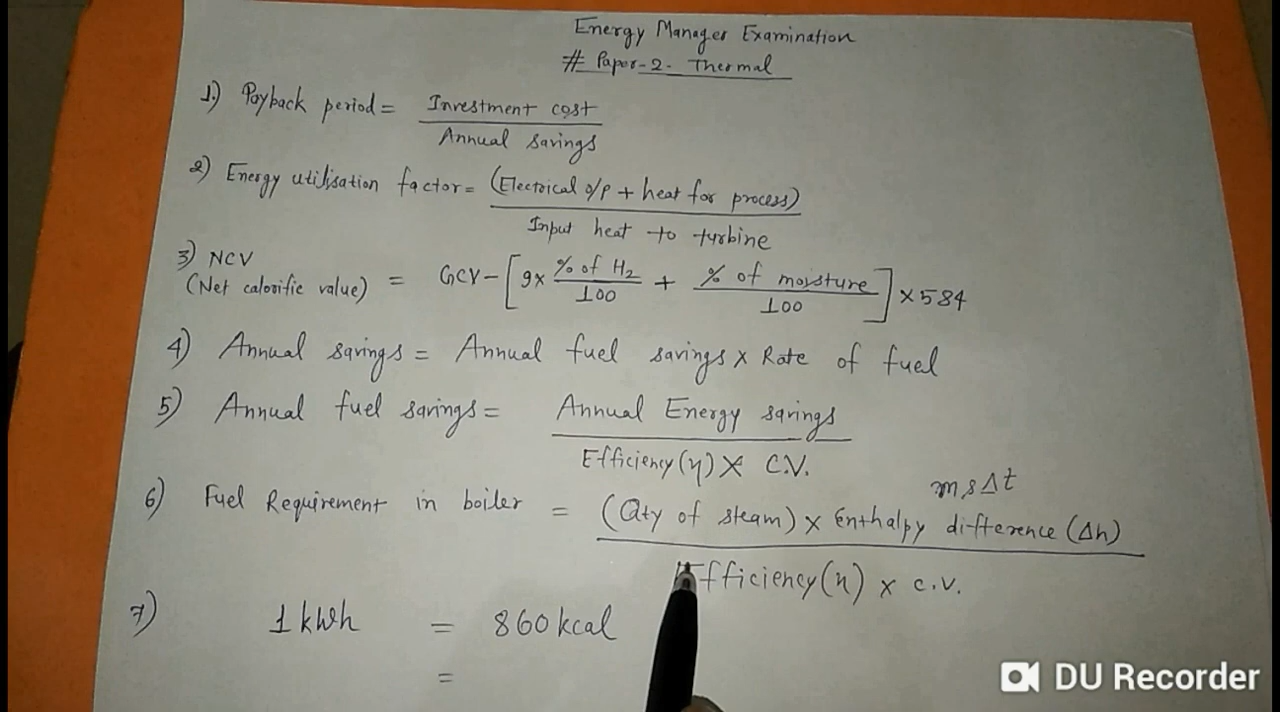 Energy Manager Examination
# Paper-2- Thermal
1.) Payback period = Investment cost
Annual savings
2) Energy utilisation factor = (Electrical o/p + heat for process)
Input heat to turbine
3) NCV
(Net calorific value) = GCV - [9 x % of H2 / 100 + % of moisture / 100] x 584
4) Annual savings = Annual fuel savings x Rate of fuel
5) Annual fuel savings = Annual Energy savings
Efficiency (η) x C.V.
msΔt
6) Fuel Requirement in boiler = (Qty of steam) x Enthalpy difference (Δh)
Efficiency (η) x C.V.
7) 1 kWh = 860 kcal
=
DU Recorder